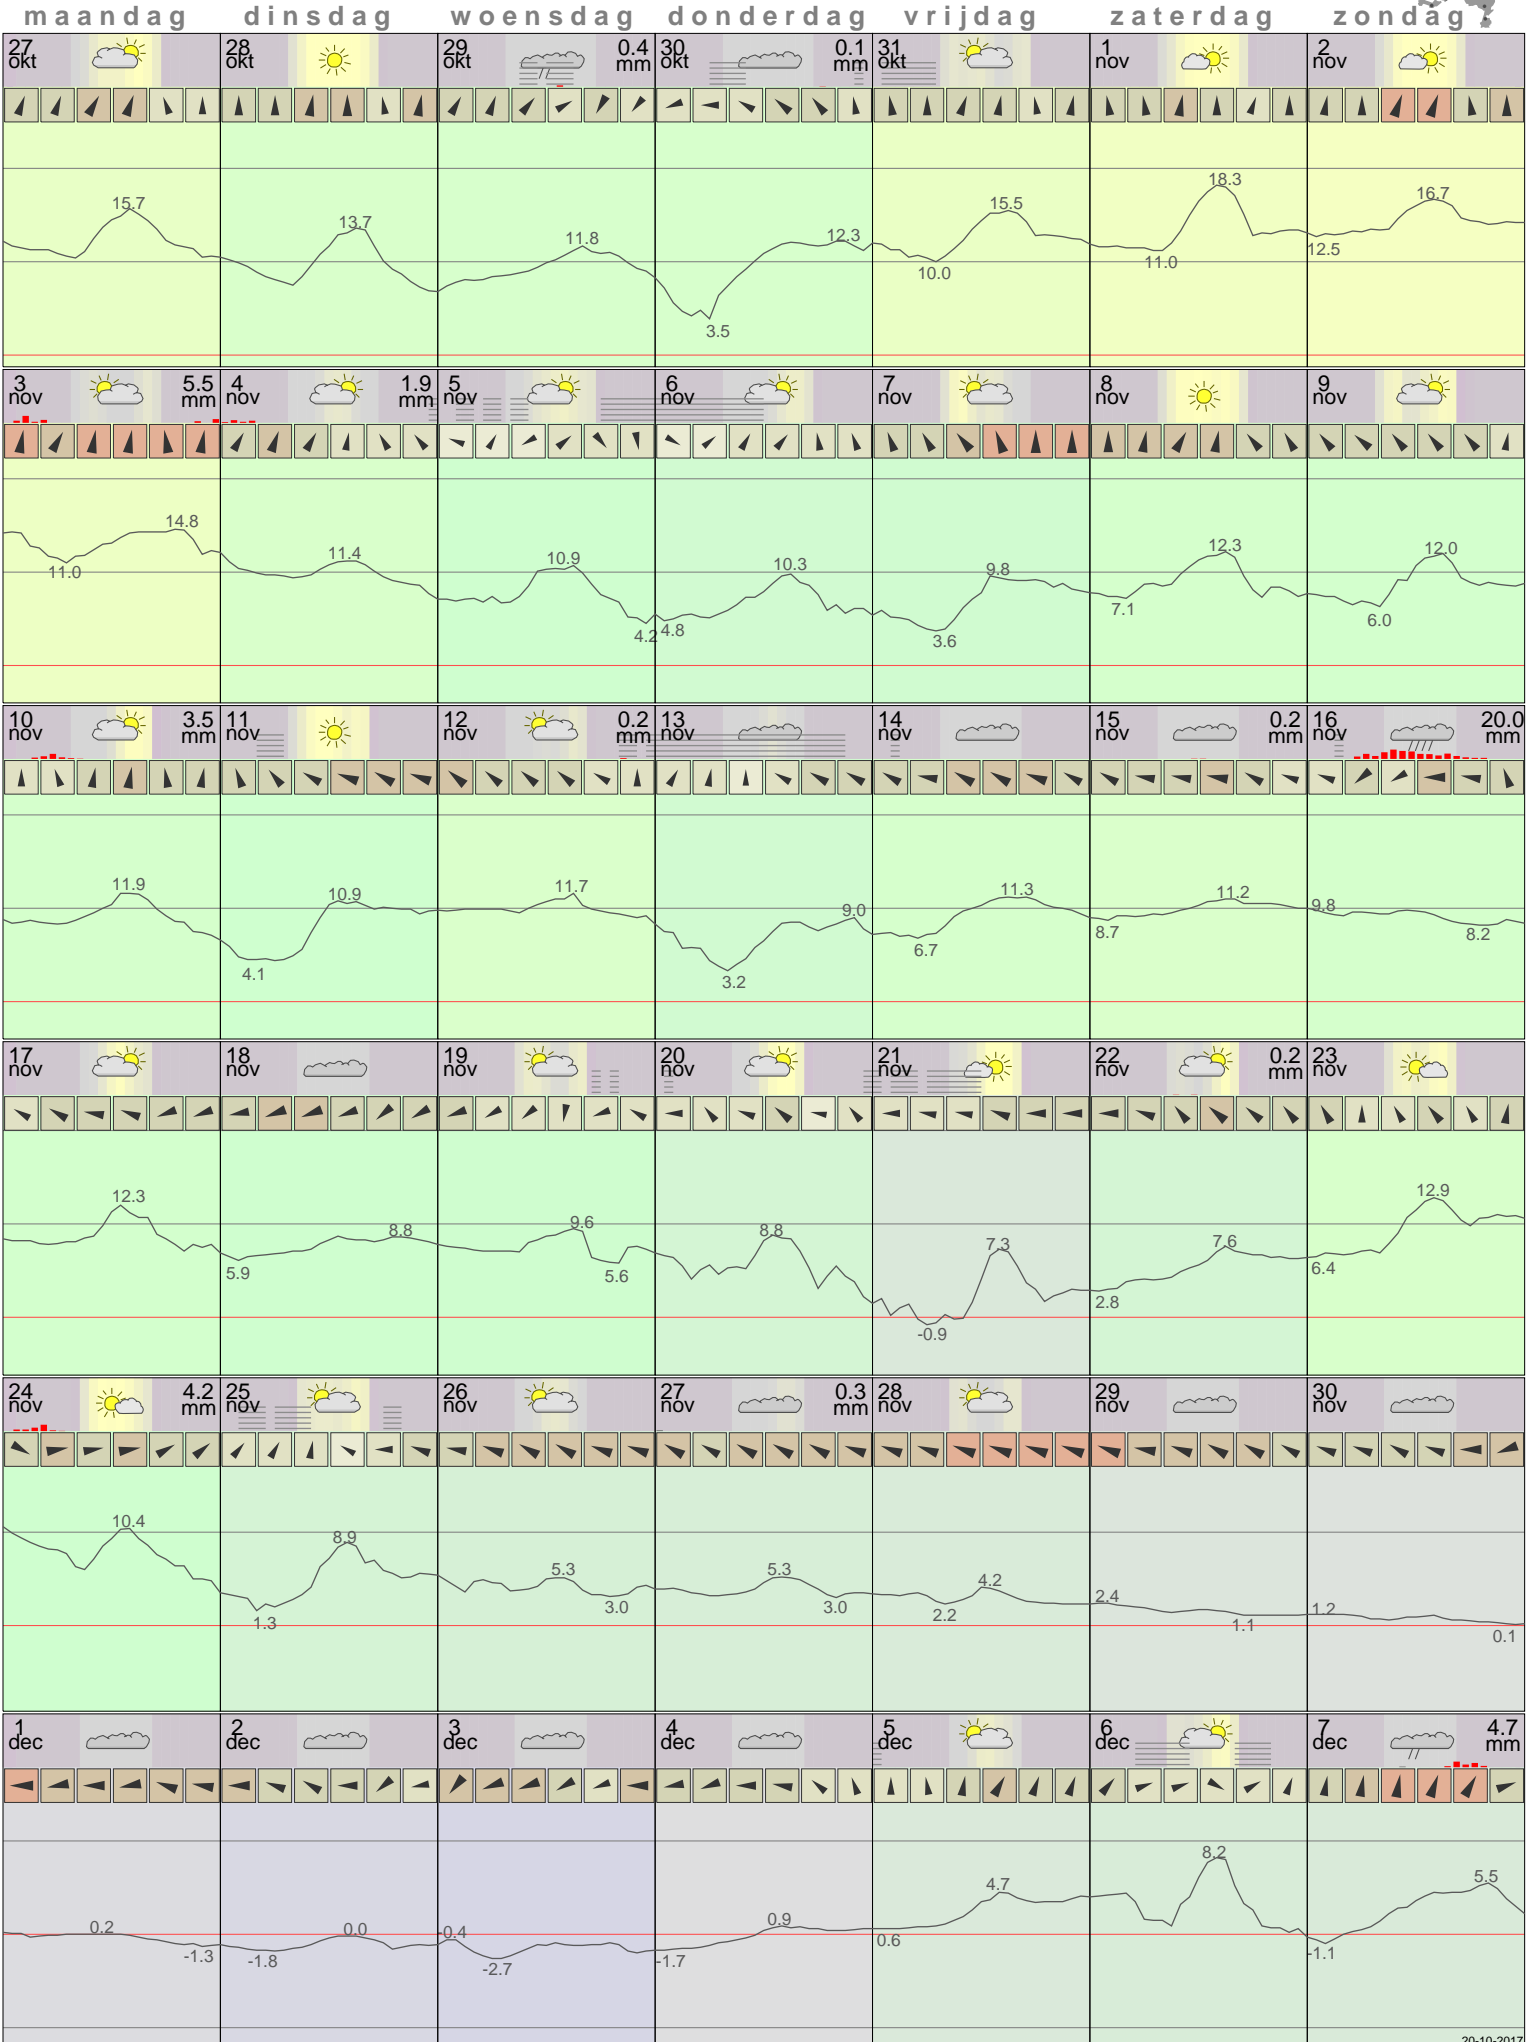 maandag dinsdag woensdag donderdag vrijdag zaterdag zondag
27 okt 28 okt 29 okt 0.4 mm 30 okt 0.1 mm 31 okt 1 nov 2 nov
15.7 13.7 11.8 3.5 12.3 10.0 15.5 11.0 18.3 12.5 16.7
3 nov 5.5 mm 4 nov 1.9 mm 5 nov 6 nov 7 nov 8 nov 9 nov
11.0 14.8 11.4 10.9 4.2 4.8 10.3 3.6 9.8 7.1 12.3 6.0 12.0
10 nov 3.5 mm 11 nov 12 nov 0.2 mm 13 nov 14 nov 15 nov 0.2 mm 16 nov 20.0 mm
11.9 4.1 10.9 11.7 3.2 9.0 6.7 11.3 8.7 11.2 9.8 8.2
17 nov 18 nov 19 nov 20 nov 21 nov 22 nov 0.2 mm 23 nov
12.3 5.9 8.8 9.6 5.6 8.8 -0.9 7.3 2.8 7.6 6.4 12.9
24 nov 4.2 mm 25 nov 26 nov 27 nov 0.3 mm 28 nov 29 nov 30 nov
10.4 1.3 8.9 5.3 3.0 5.3 3.0 2.2 4.2 2.4 1.1 1.2 0.1
1 dec 2 dec 3 dec 4 dec 5 dec 6 dec 7 dec 4.7 mm
0.2 -1.3 -1.8 0.0 -0.4 -2.7 -1.7 0.9 0.6 4.7 8.2 -1.1 5.5
20-10-2017